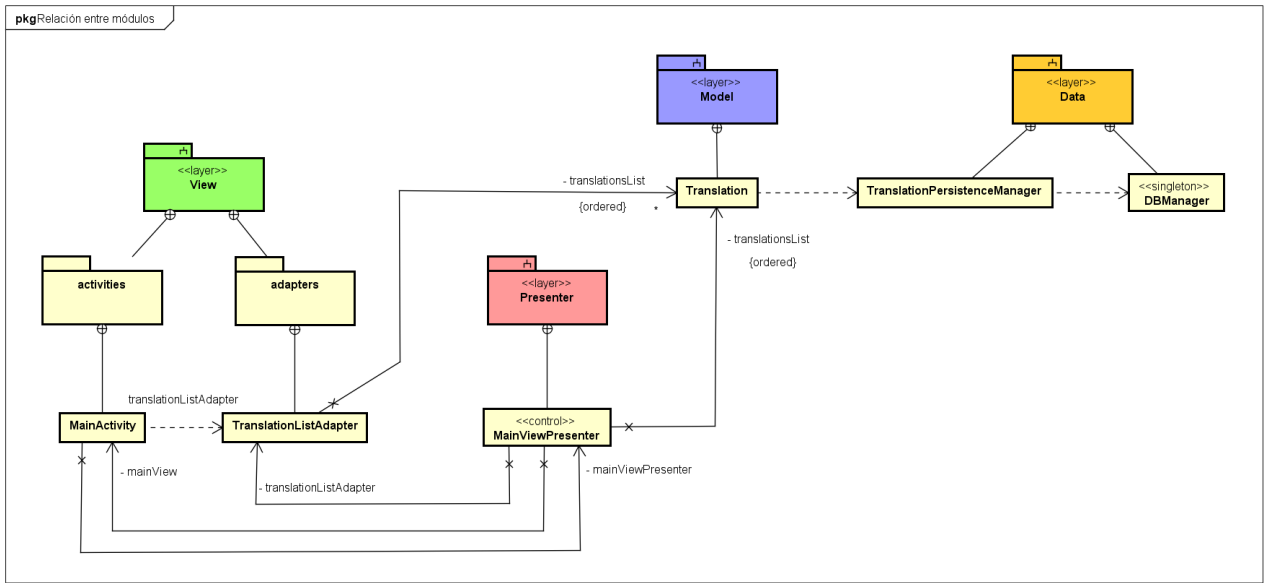 pkg Relación entre módulos
<<layer>>
Model
<<layer>>
Data
<<layer>>
View
- translationsList
{ordered}
*
Translation
TranslationPersistenceManager
<<singleton>>
DBManager
- translationsList
{ordered}
activities
adapters
<<layer>>
Presenter
translationListAdapter
MainActivity
TranslationListAdapter
<<control>>
MainViewPresenter
- mainView
- translationListAdapter
- mainViewPresenter